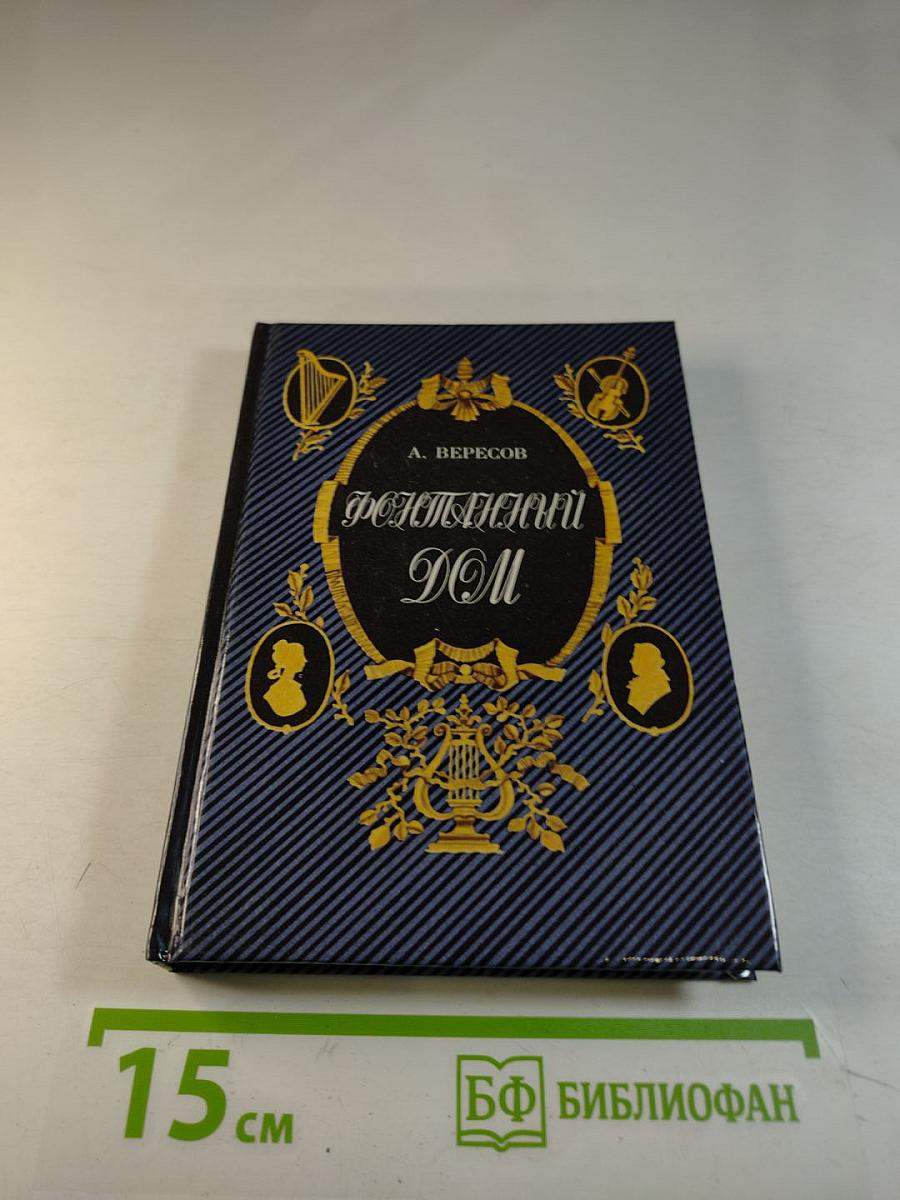 А. ВЕРЕСОВ
ФОНТАННЫЙ
ДОМ
15 см
БФ БИБЛИОФАН